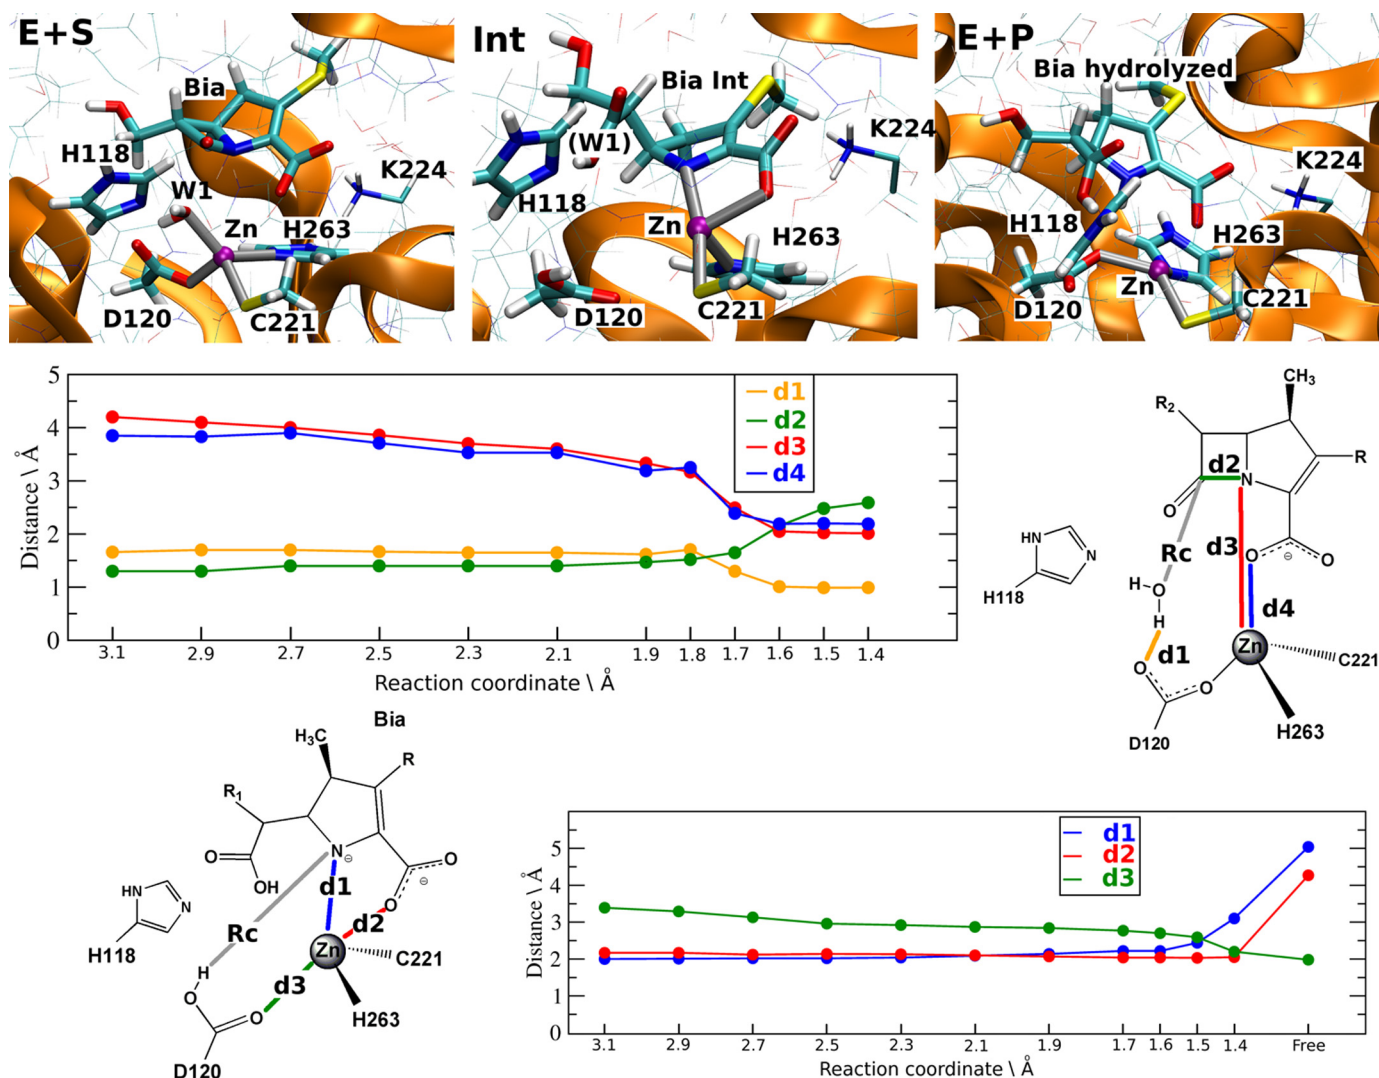 E+S
Bia
H118
W1
K224
Zn
H263
D120
C221
Int
Bia Int
(W1)
K224
H118
Zn
H263
D120
C221
E+P
Bia hydrolyzed
K224
H118
H263
Zn
D120
C221
5
4
3
2
1
0
Distance \ Å
d1
d2
d3
d4
3.1 2.9 2.7 2.5 2.3 2.1 1.9 1.8 1.7 1.6 1.5 1.4
Reaction coordinate \ Å
CH3
R2
d2
R
N
O
Rc
d3
O
⊖
O
HN
N
H118
H
O
H
d4
d1
Zn
C221
O
O
H263
D120
Bia
H3C
R
R1
O
OH
N
⊖
O
⊖
O
d1
d2
HN
N
H118
Rc
Zn
C221
H
O
d3
O
H263
D120
5
4
3
2
1
0
Distance \ Å
d1
d2
d3
3.1 2.9 2.7 2.5 2.3 2.1 1.9 1.7 1.6 1.5 1.4 Free
Reaction coordinate \ Å